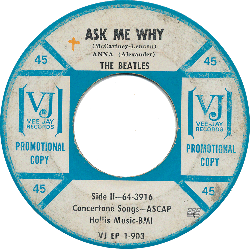 ASK ME WHY
(McCartney-Lennon)
ANNA (Alexander)
THE BEATLES
45
45
VJ
VEE JAY
RECORDS
VJ
VEE JAY
RECORDS
PROMOTIONAL
COPY
PROMOTIONAL
COPY
Side II—64-3916
Concertone Songs—ASCAP
Hollis Music-BMI
45
45
VJ EP 1-903